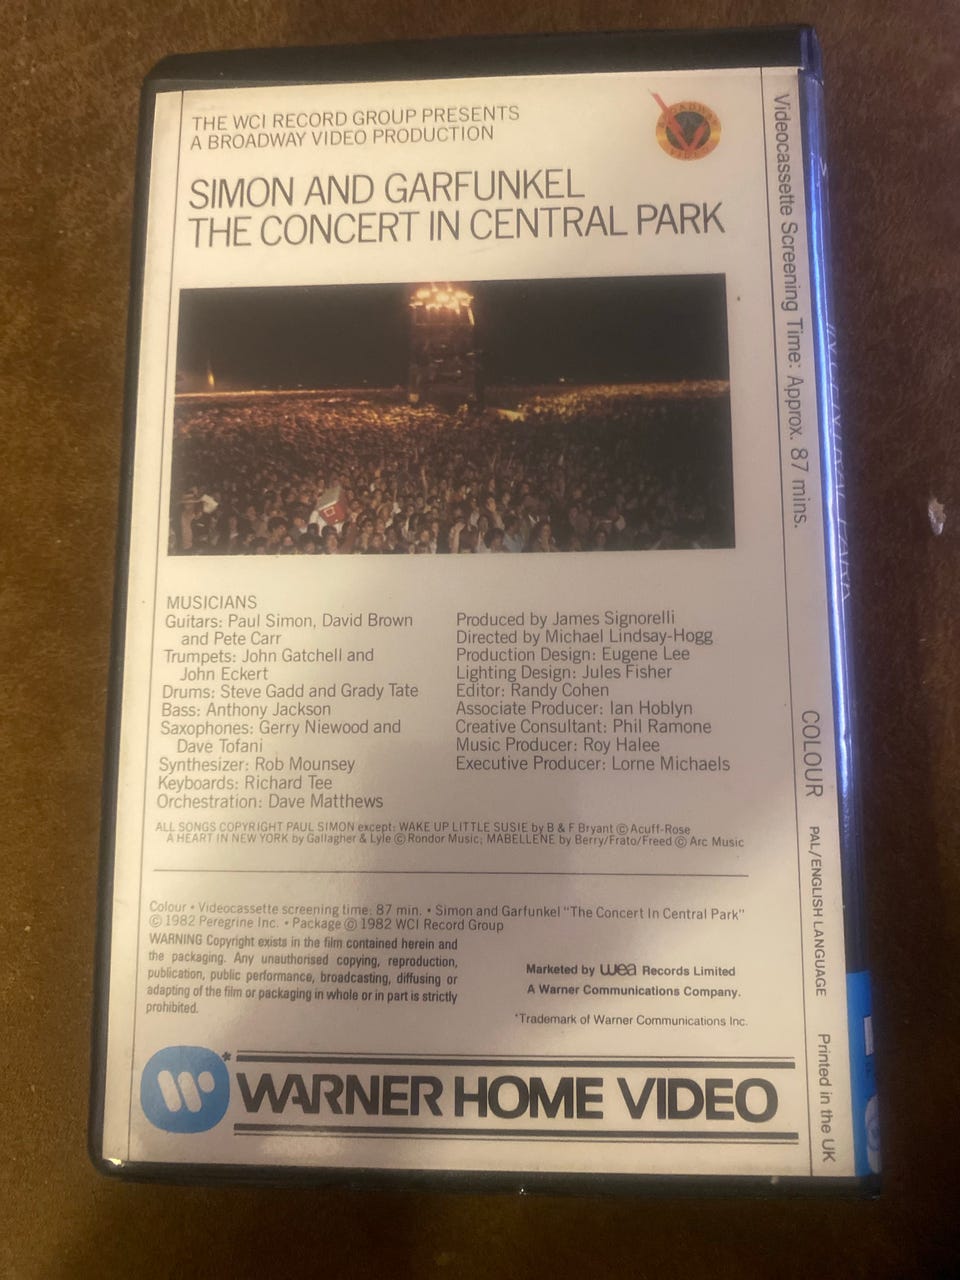 THE WCI RECORD GROUP PRESENTS
A BROADWAY VIDEO PRODUCTION
BROADWAY
VIDEO
SIMON AND GARFUNKEL
THE CONCERT IN CENTRAL PARK
MUSICIANS
Guitars: Paul Simon, David Brown
and Pete Carr
Trumpets: John Gatchell and
John Eckert
Drums: Steve Gadd and Grady Tate
Bass: Anthony Jackson
Saxophones: Gerry Niewood and
Dave Tofani
Synthesizer: Rob Mounsey
Keyboards: Richard Tee
Orchestration: Dave Matthews
Produced by James Signorelli
Directed by Michael Lindsay-Hogg
Production Design: Eugene Lee
Lighting Design: Jules Fisher
Editor: Randy Cohen
Associate Producer: Ian Hoblyn
Creative Consultant: Phil Ramone
Music Producer: Roy Halee
Executive Producer: Lorne Michaels
ALL SONGS COPYRIGHT PAUL SIMON except: WAKE UP LITTLE SUSIE by B & F Bryant © Acuff-Rose
A HEART IN NEW YORK by Gallagher & Lyle © Rondor Music; MABELLENE by Berry/Frato/Freed © Arc Music
Colour • Videocassette screening time: 87 min. • Simon and Garfunkel "The Concert In Central Park"
© 1982 Peregrine Inc. • Package © 1982 WCI Record Group
WARNING Copyright exists in the film contained herein and
the packaging. Any unauthorised copying, reproduction,
publication, public performance, broadcasting, diffusing or
adapting of the film or packaging in whole or in part is strictly
prohibited.
Marketed by wea Records Limited
A Warner Communications Company.
*Trademark of Warner Communications Inc.
* WARNER HOME VIDEO
Videocassette Screening Time: Approx. 87 mins.
COLOUR
PAL/ENGLISH LANGUAGE
Printed in the UK
IN CENTRAL PARK